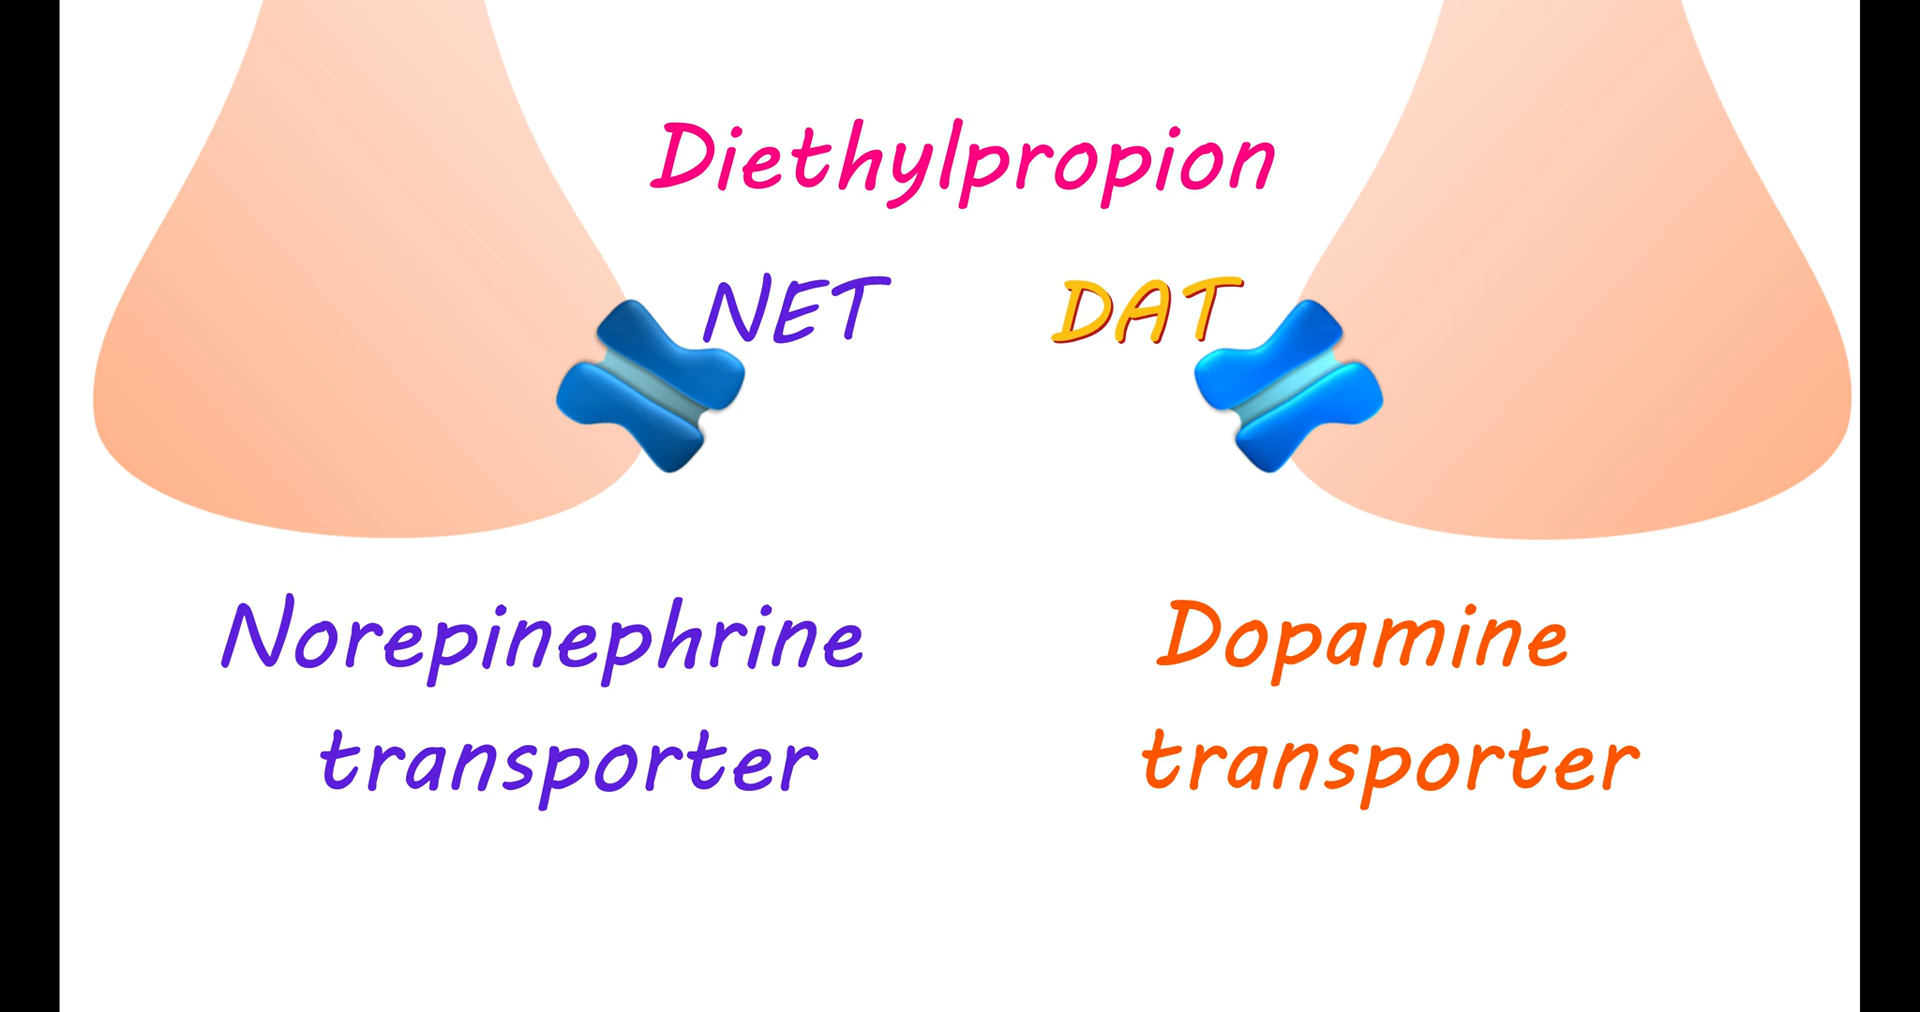 Diethylpropion
NET
DAT
Norepinephrine
transporter
Dopamine
transporter